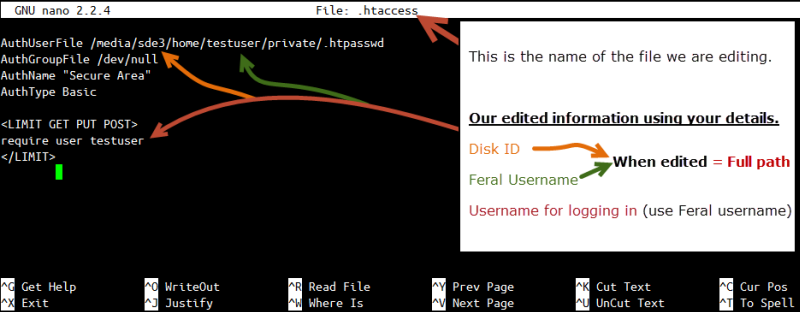 GNU nano 2.2.4 File: .htaccess
AuthUserFile /media/sde3/home/testuser/private/.htpasswd
AuthGroupFile /dev/null
AuthName "Secure Area"
AuthType Basic
<LIMIT GET PUT POST>
require user testuser
</LIMIT>
This is the name of the file we are editing.
Our edited information using your details.
Disk ID
When edited = Full path
Feral Username
Username for logging in (use Feral username)
^G Get Help ^O WriteOut ^R Read File ^Y Prev Page ^K Cut Text ^C Cur Pos
^X Exit ^J Justify ^W Where Is ^V Next Page ^U UnCut Text ^T To Spell